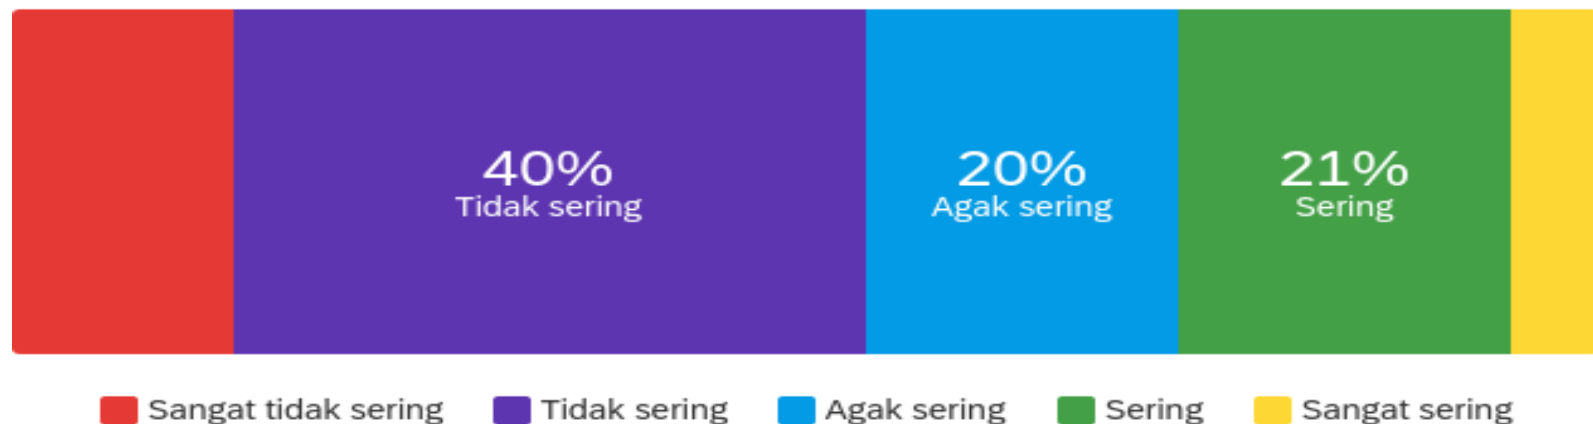 40%
Tidak sering
20%
Agak sering
21%
Sering
Sangat tidak sering Tidak sering Agak sering Sering Sangat sering